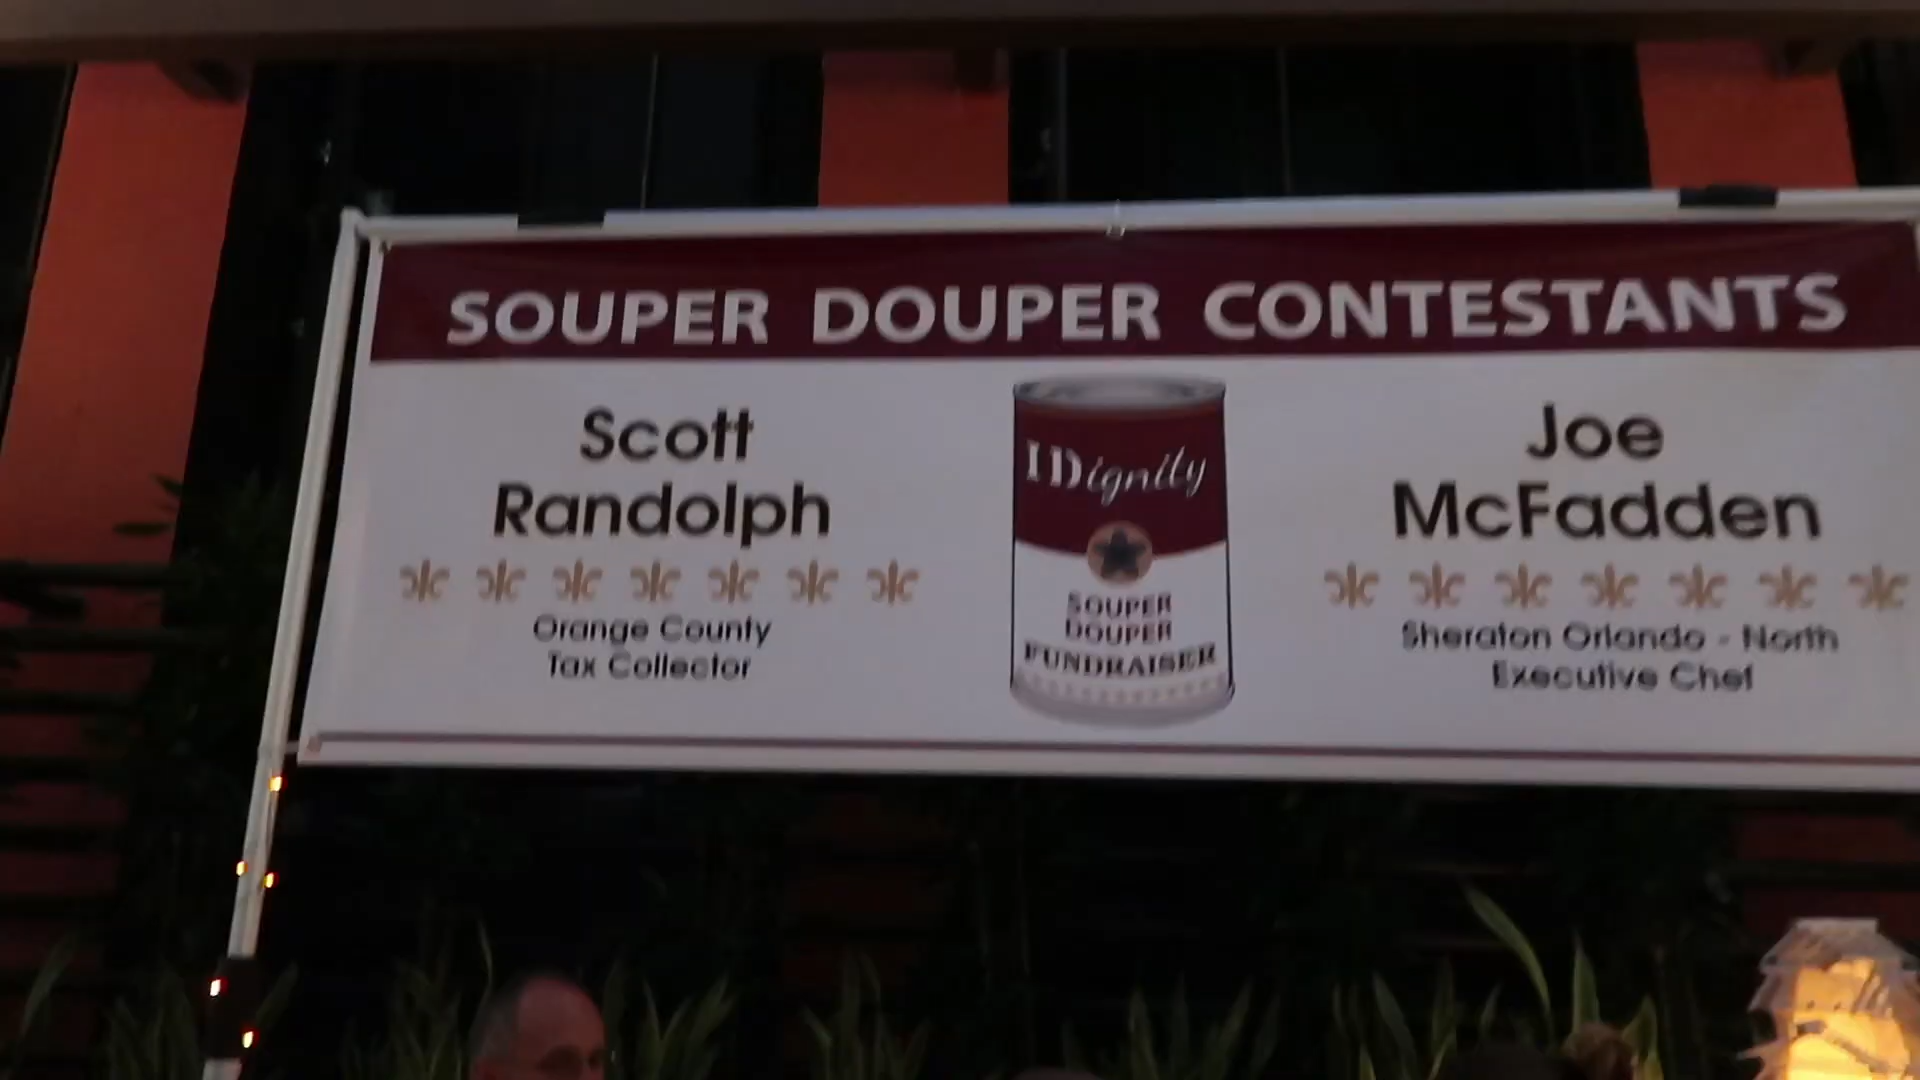 SOUPER DOUPER CONTESTANTS
Scott
Randolph
Orange County
Tax Collector
IDignity
SOUPER
DOUPER
FUNDRAISER
Joe
McFadden
Sheraton Orlando - North
Executive Chef